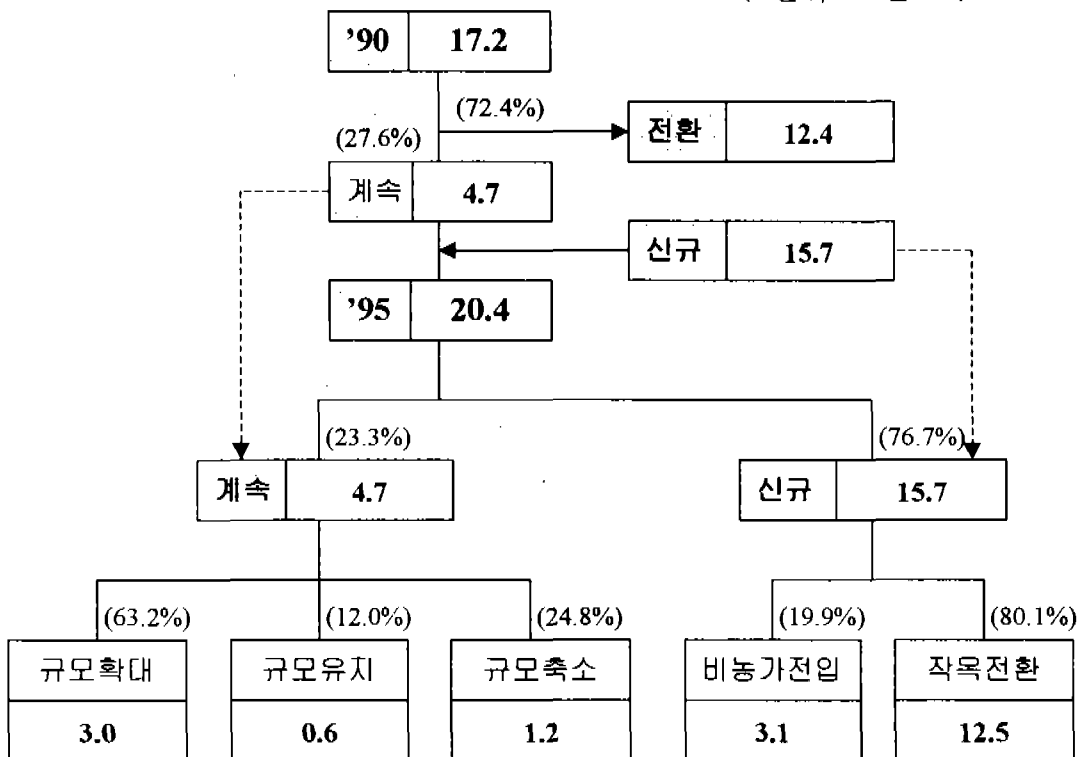 ’90 17.2
(72.4%)
전환 12.4
(27.6%)
계속 4.7
신규 15.7
’95 20.4
(23.3%) (76.7%)
계속 4.7 신규 15.7
(63.2%) (12.0%) (24.8%) (19.9%) (80.1%)
규모확대 규모유치 규모축소 비농가전입 작목전환
3.0 0.6 1.2 3.1 12.5